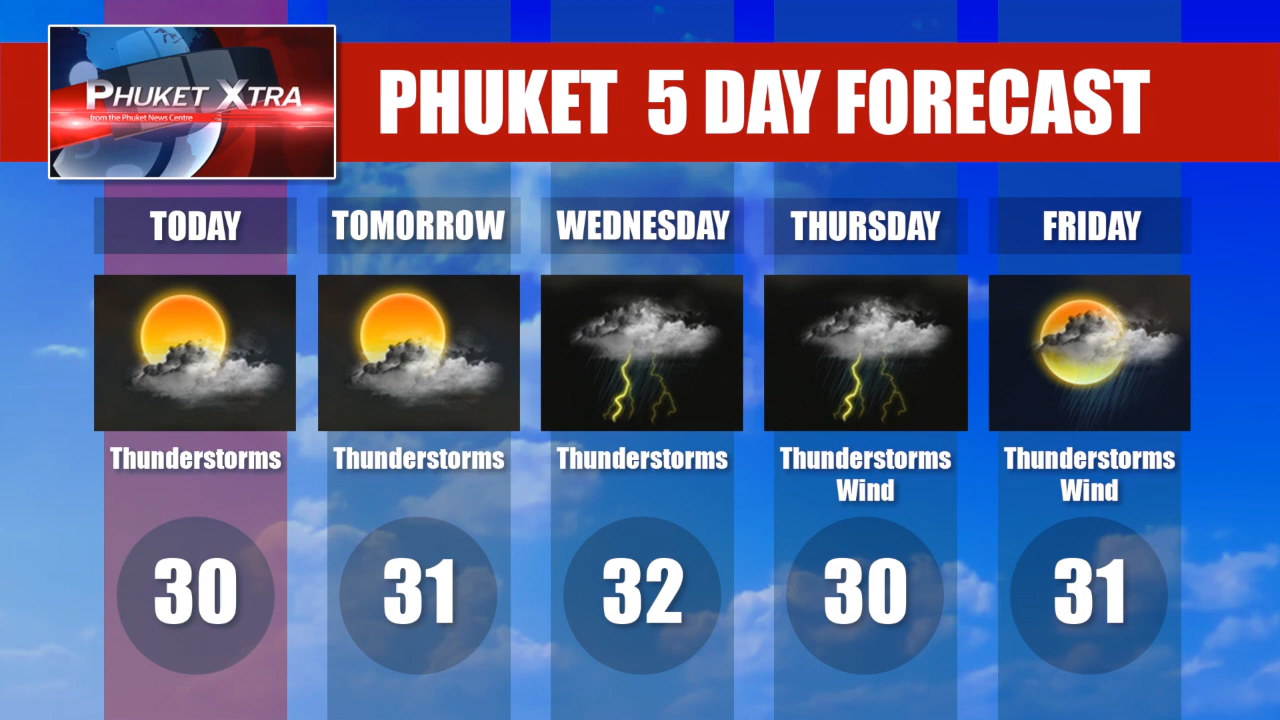 PHUKET XTRA
from the Phuket News Centre
PHUKET 5 DAY FORECAST
TODAY
TOMORROW
WEDNESDAY
THURSDAY
FRIDAY
Thunderstorms
Thunderstorms
Thunderstorms
Thunderstorms
Wind
Thunderstorms
Wind
30
31
32
30
31